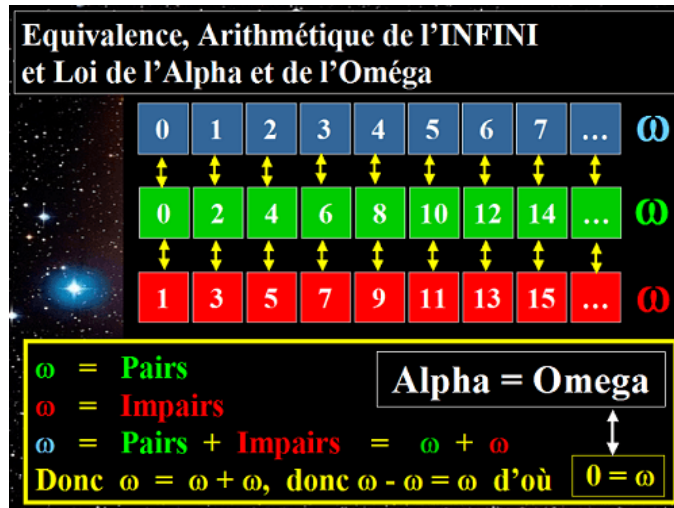 Equivalence, Arithmétique de l'INFINI
et Loi de l'Alpha et de l'Oméga
0 1 2 3 4 5 6 7 ... ω
0 2 4 6 8 10 12 14 ... ω
1 3 5 7 9 11 13 15 ... ω
ω = Pairs
ω = Impairs
ω = Pairs + Impairs = ω + ω
Donc ω = ω + ω, donc ω - ω = ω d'où
Alpha = Omega
0 = ω